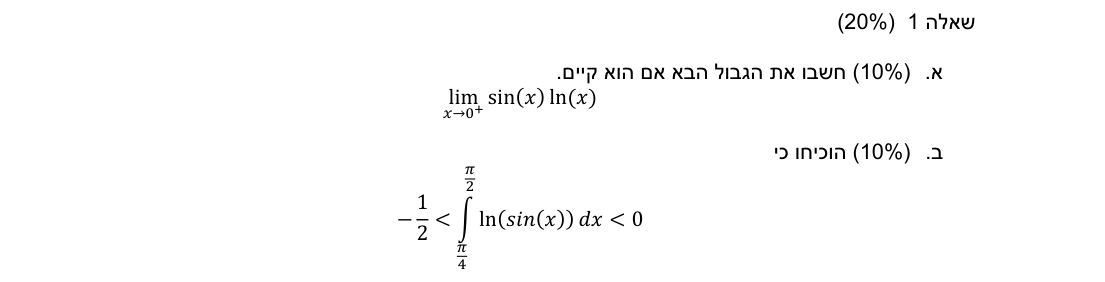 שאלה 1 (20%)
א. (10%) חשבו את הגבול הבא אם הוא קיים.
lim x→0⁺ sin(x) ln(x)
ב. (10%) הוכיחו כי
−1/2 < ∫_{π/4}^{π/2} ln(sin(x)) dx < 0